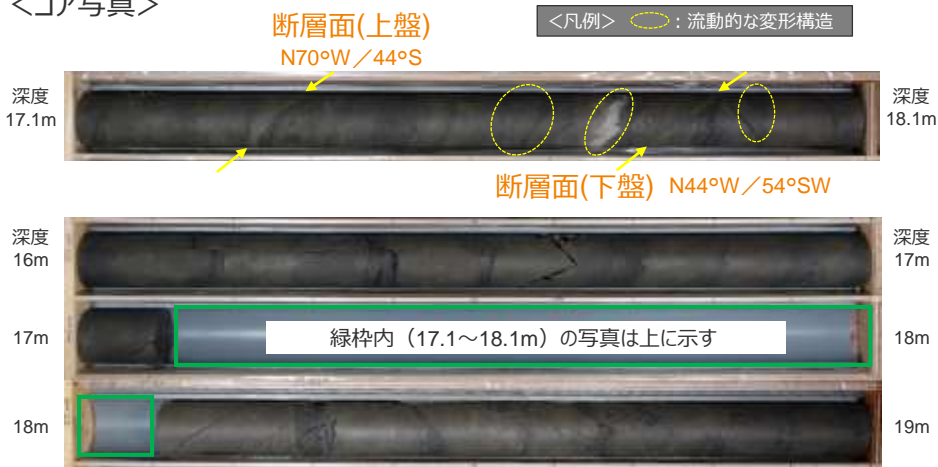 <コア写真>
<凡例> : 流動的な変形構造
断層面(上盤)
N70°W/44°S
深度
17.1m
深度
18.1m
断層面(下盤) N44°W/54°SW
深度
16m
深度
17m
17m
緑枠内（17.1～18.1m）の写真は上に示す
18m
18m
19m